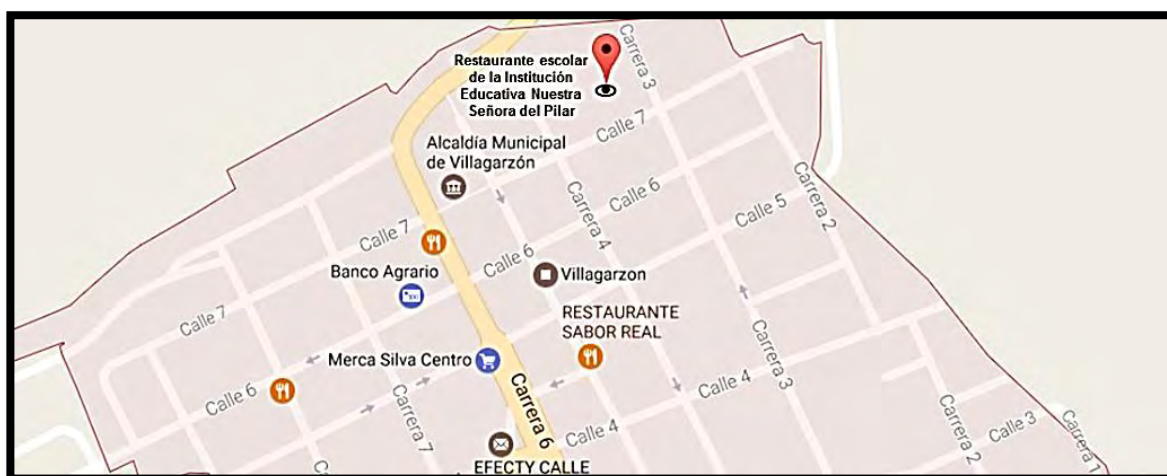 Restaurante escolar
de la Institución
Educativa Nuestra
Señora del Pilar
Carrera 3
Alcaldía Municipal
de Villagarzón
Calle 7
Calle 6
Carrera 4
Calle 5
Carrera 2
Calle 7
Calle 6
Banco Agrario
Villagarzon
RESTAURANTE
SABOR REAL
Calle 7
Merca Silva Centro
Carrera 6
Carrera 3
Calle 4
Calle 6
Carrera 7
Calle 4
Carrera 2
Calle 3
Carrera 1
EFECTY CALLE